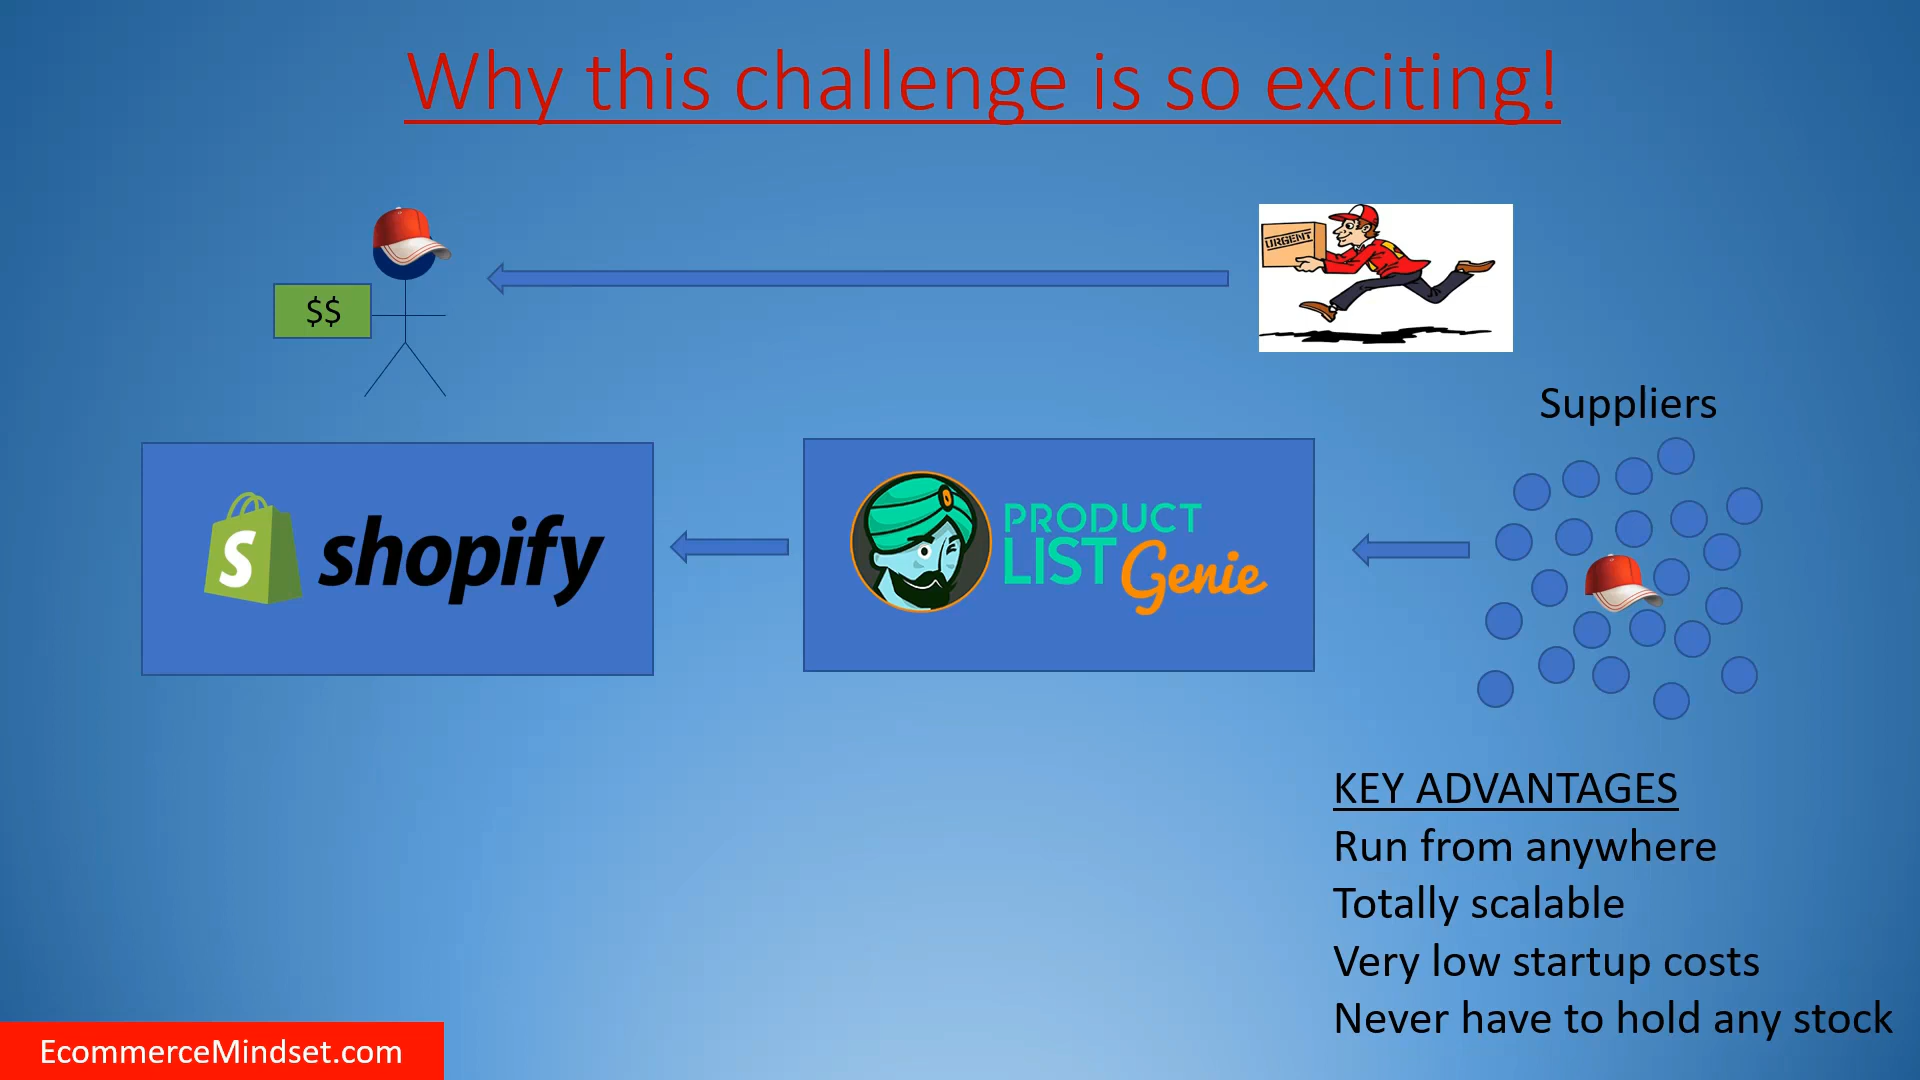 Why this challenge is so exciting!
URGENT
$$
Suppliers
shopify
PRODUCT
LIST Genie
KEY ADVANTAGES
Run from anywhere
Totally scalable
Very low startup costs
Never have to hold any stock
EcommerceMindset.com